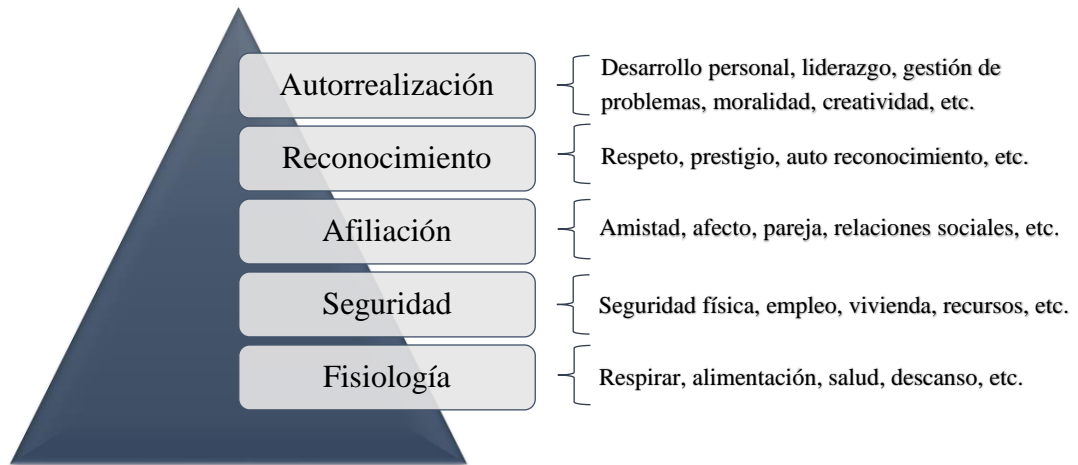 Autorrealización
Desarrollo personal, liderazgo, gestión de
problemas, moralidad, creatividad, etc.
Reconocimiento
Respeto, prestigio, auto reconocimiento, etc.
Afiliación
Amistad, afecto, pareja, relaciones sociales, etc.
Seguridad
Seguridad física, empleo, vivienda, recursos, etc.
Fisiología
Respirar, alimentación, salud, descanso, etc.